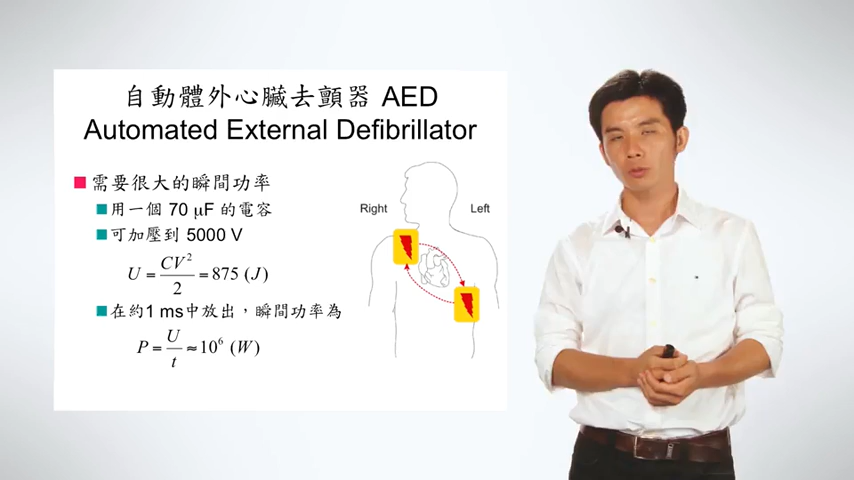 自動體外心臟去顫器 AED
Automated External Defibrillator
需要很大的瞬間功率
用一個 70 μF 的電容
可加壓到 5000 V
U = CV²/2 = 875 (J)
在約1 ms中放出，瞬間功率為
P = U/t ≈ 10⁶ (W)
Right
Left